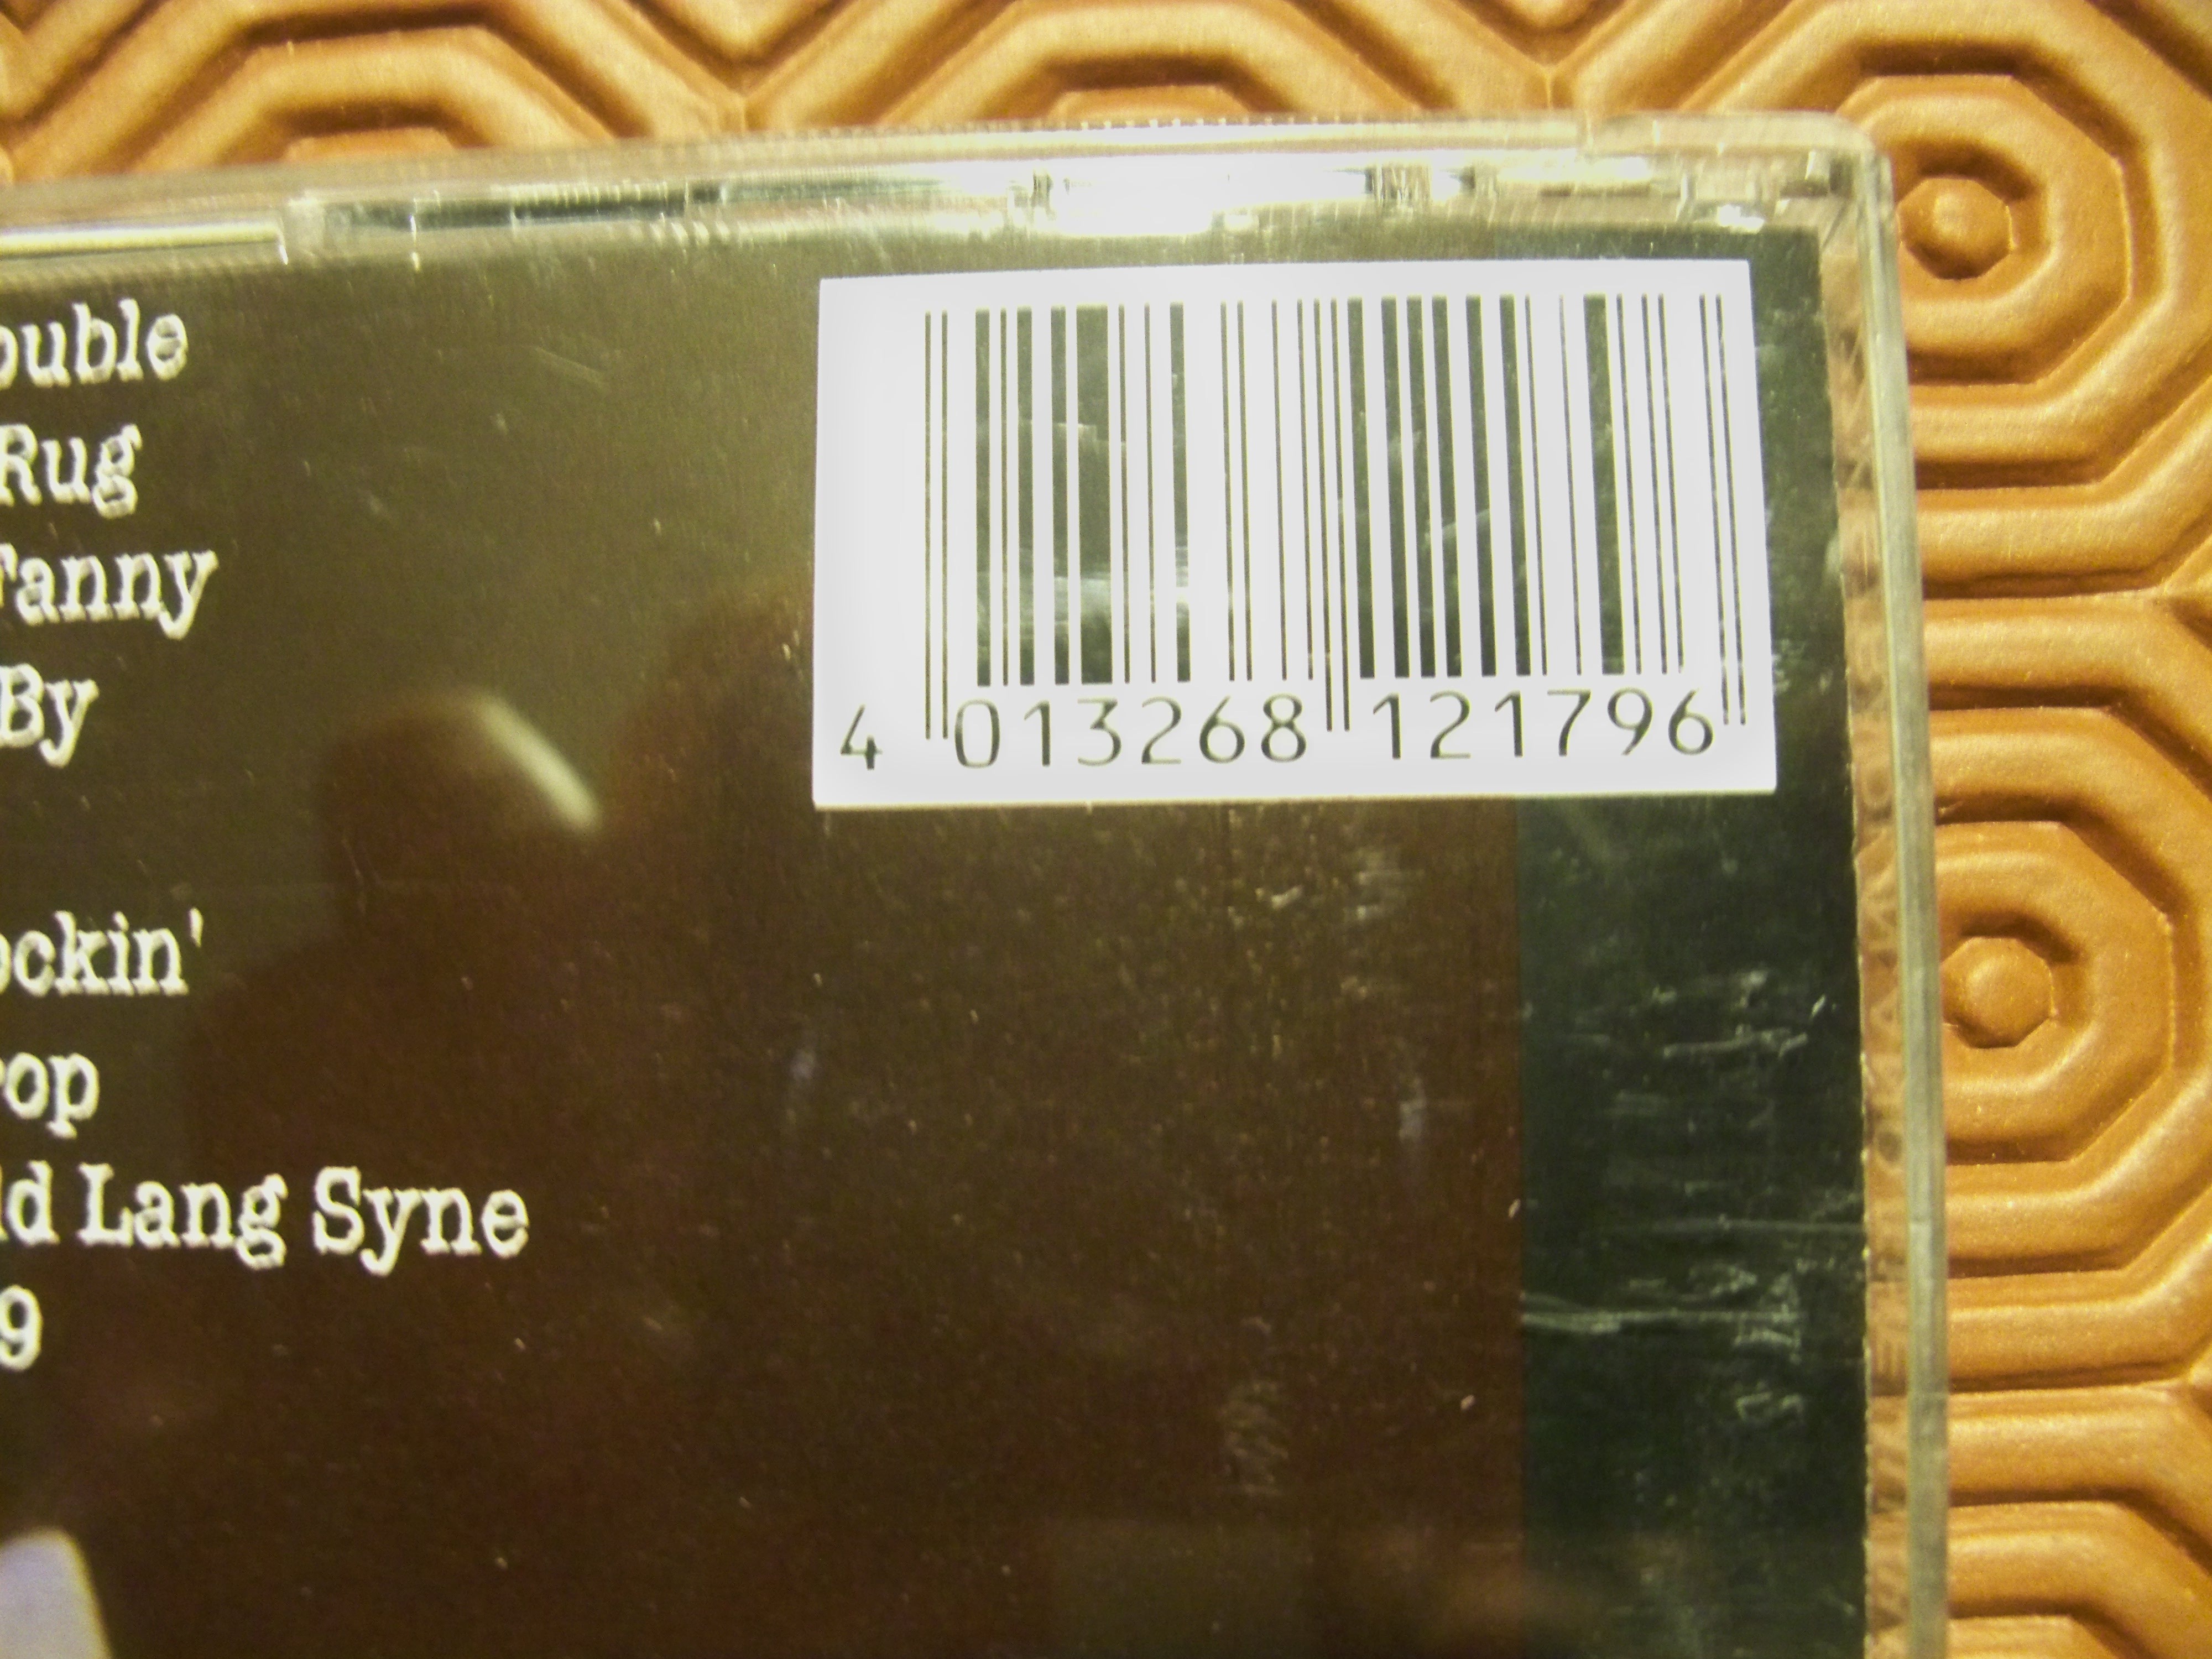 ouble
Rug
Fanny
By
ockin'
rop
ld Lang Syne
9
4 013268 121796